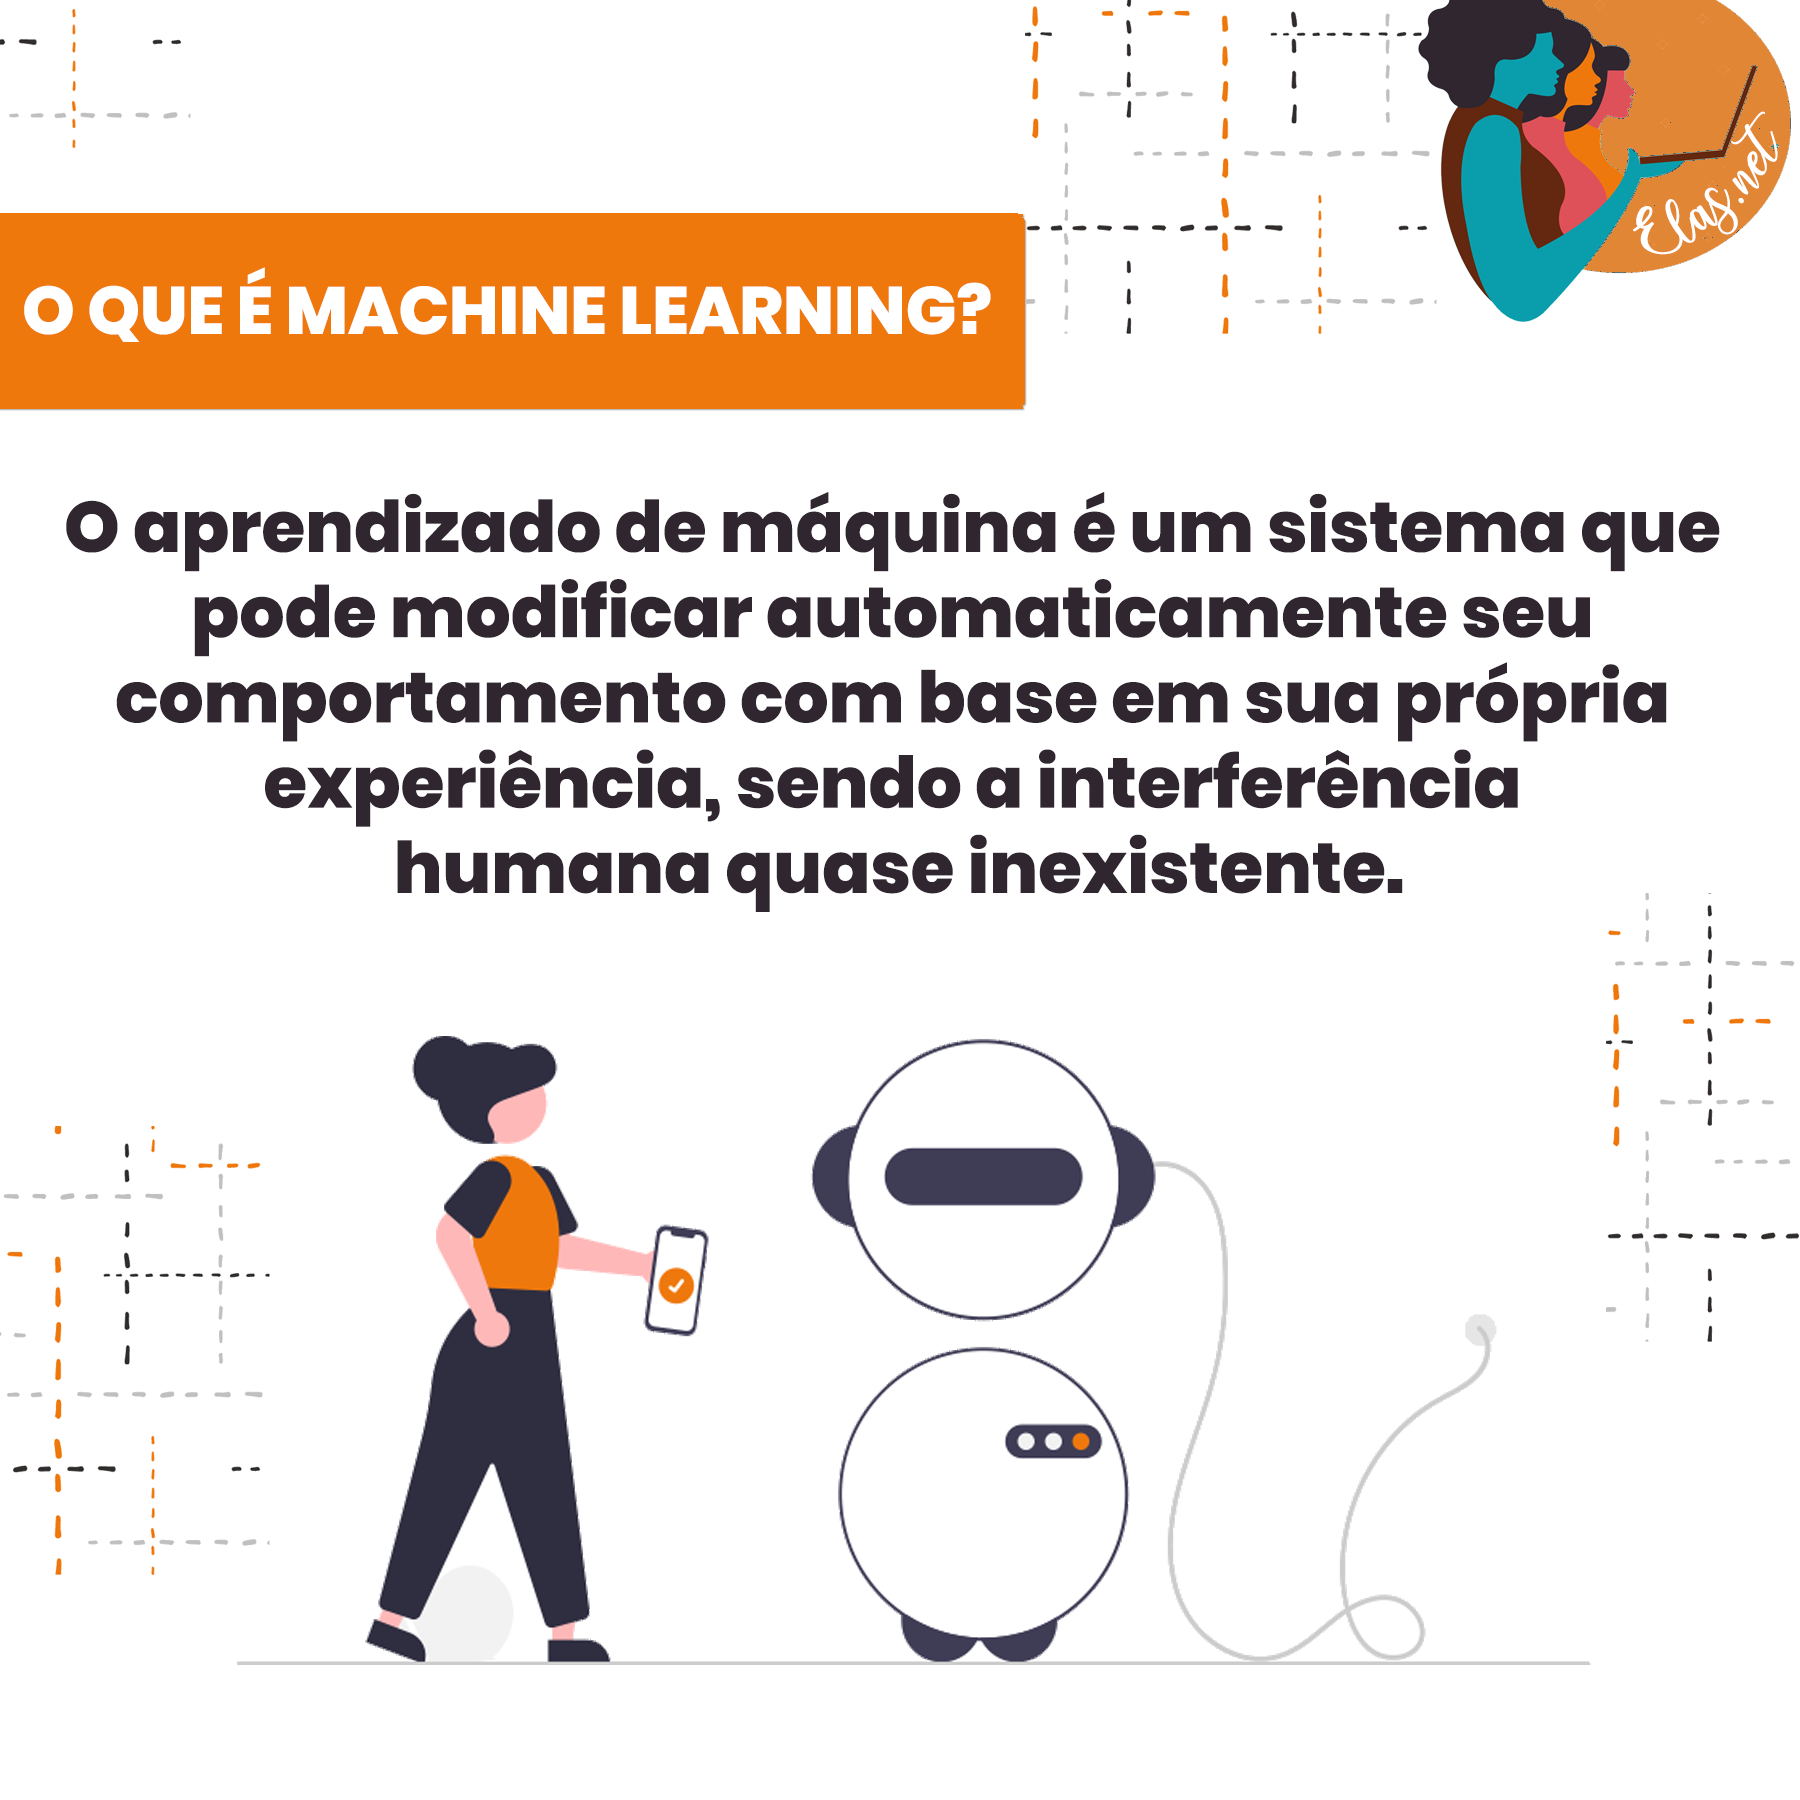 Elas.net
O QUE É MACHINE LEARNING?
O aprendizado de máquina é um sistema que
pode modificar automaticamente seu
comportamento com base em sua própria
experiência, sendo a interferência
humana quase inexistente.